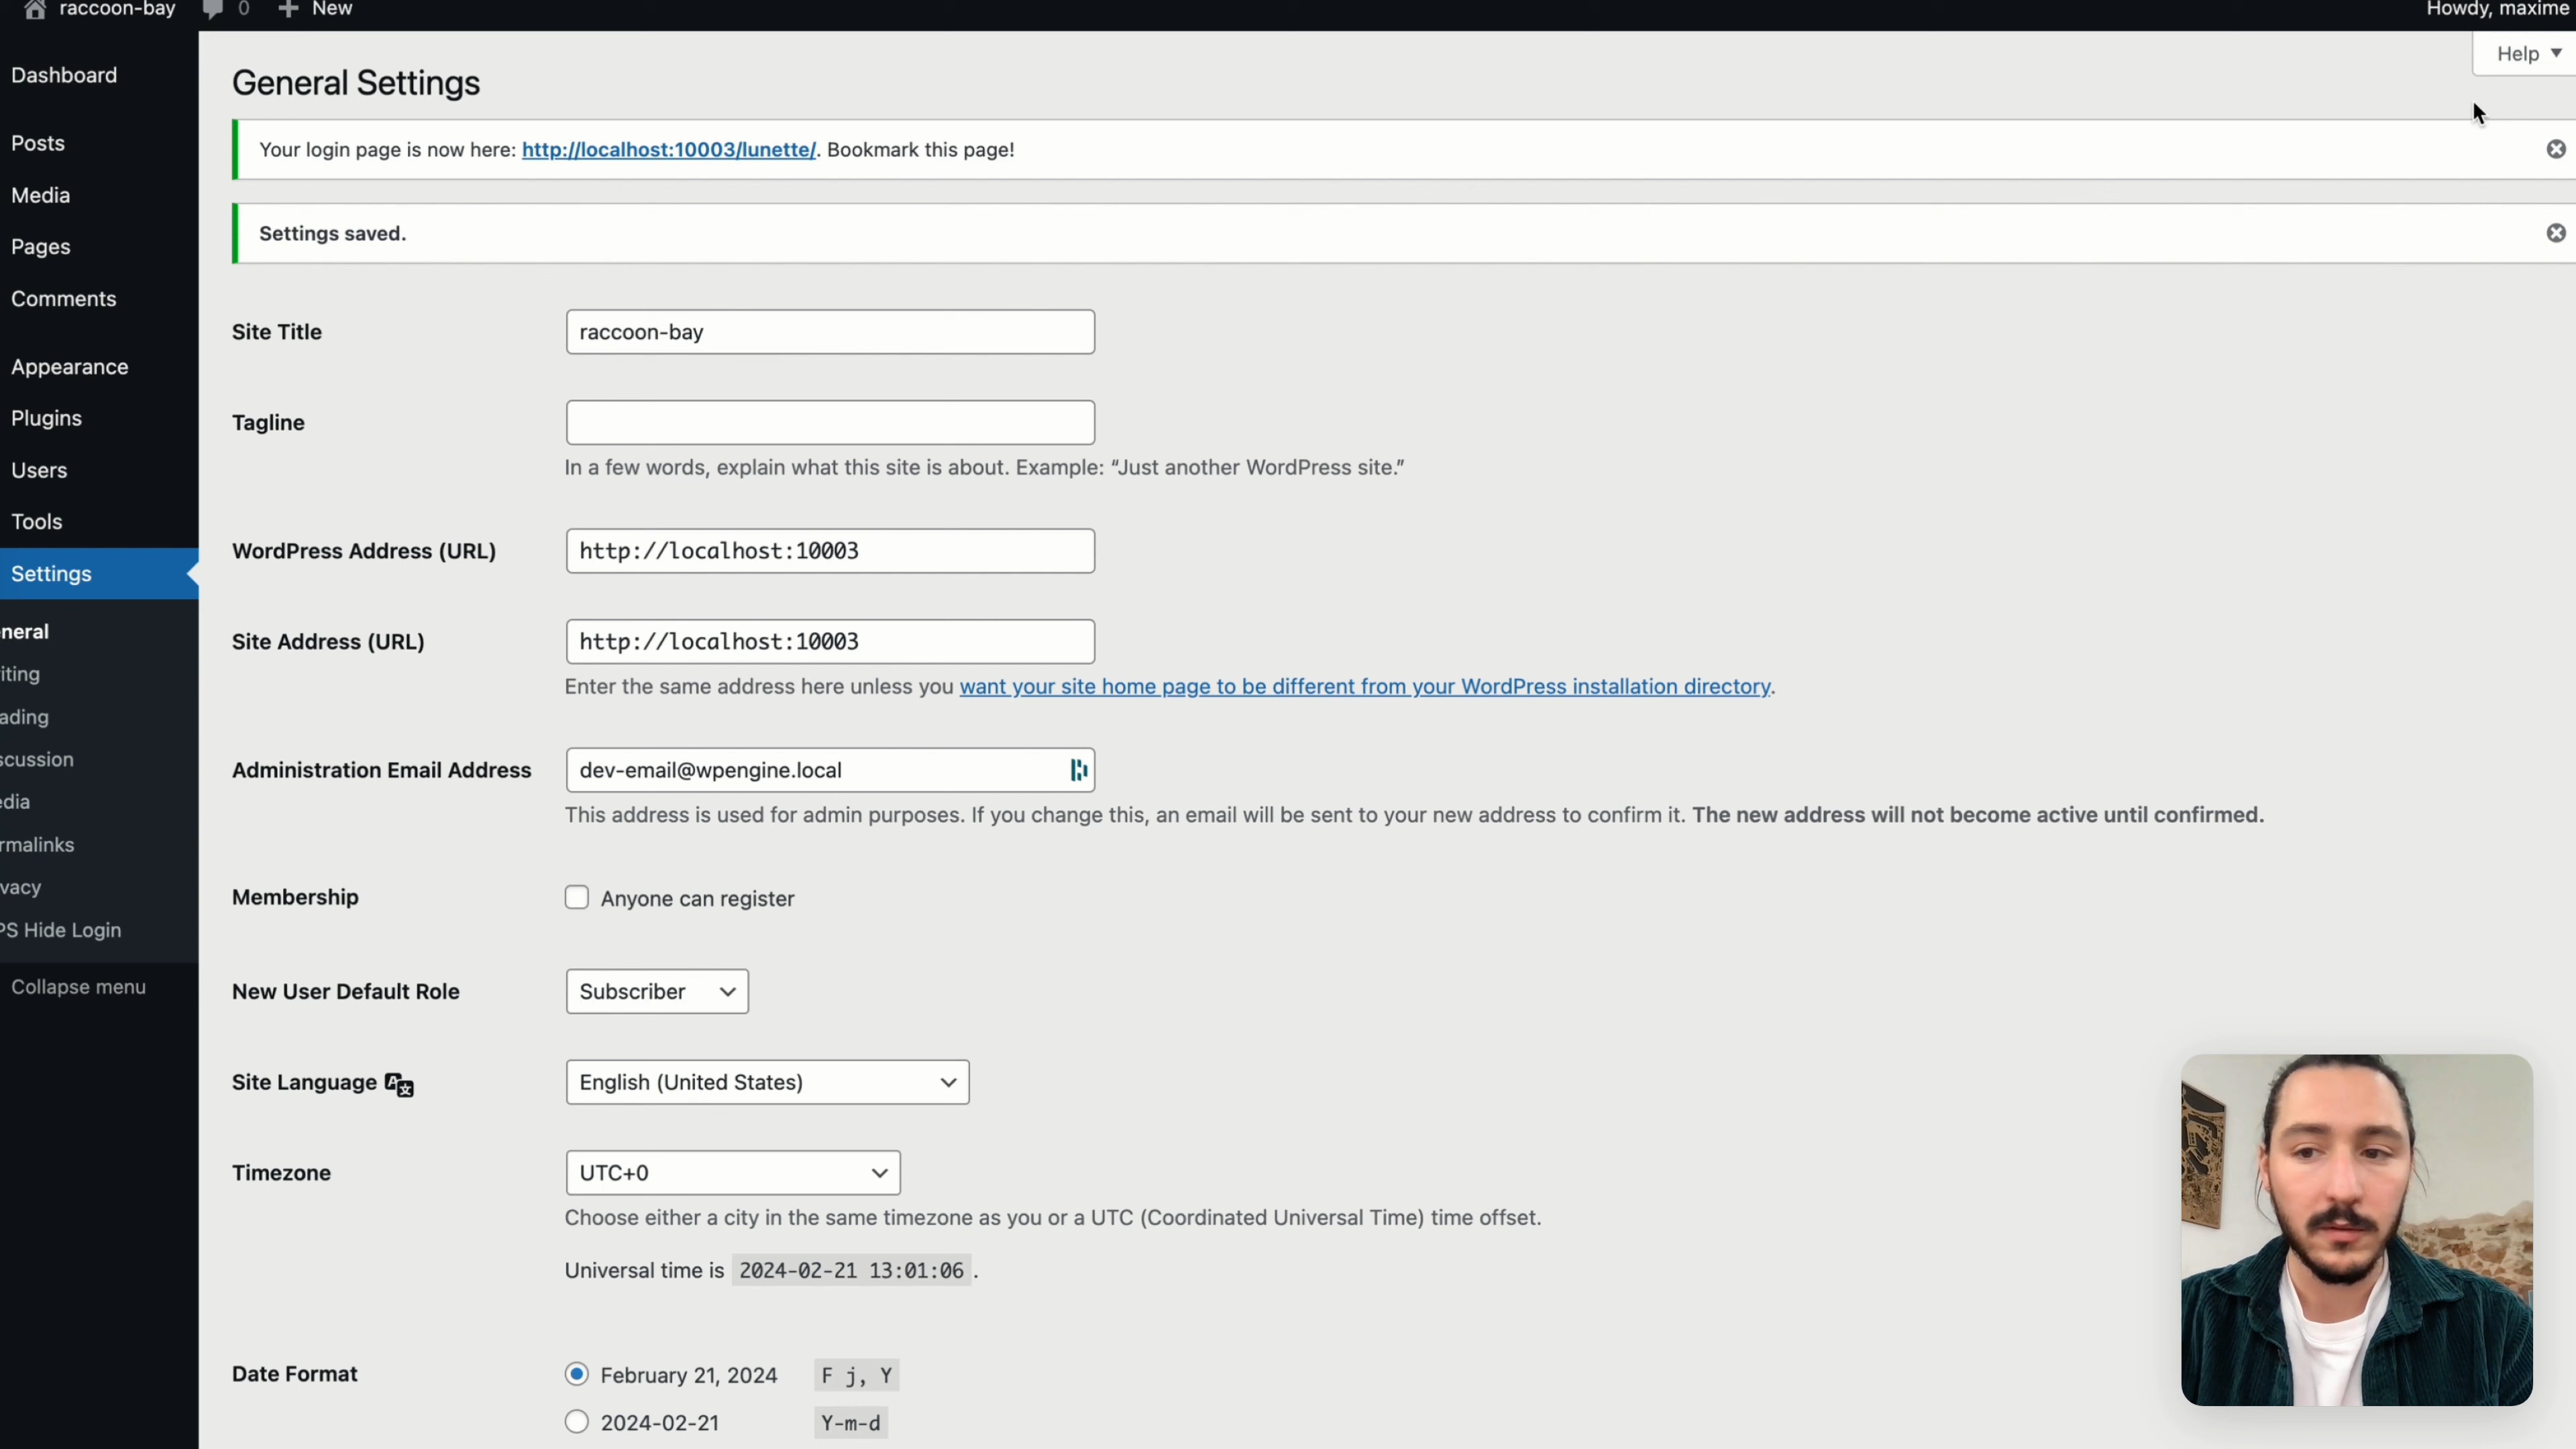 raccoon-bay 0 New Howdy, maxime
Help
Dashboard
Posts
Media
Pages
Comments
Appearance
Plugins
Users
Tools
Settings
neral
iting
ading
scussion
edia
rmalinks
vacy
PS Hide Login
Collapse menu
General Settings
Your login page is now here: http://localhost:10003/lunette/. Bookmark this page!
Settings saved.
Site Title raccoon-bay
Tagline
In a few words, explain what this site is about. Example: “Just another WordPress site.”
WordPress Address (URL) http://localhost:10003
Site Address (URL) http://localhost:10003
Enter the same address here unless you want your site home page to be different from your WordPress installation directory.
Administration Email Address dev-email@wpengine.local
This address is used for admin purposes. If you change this, an email will be sent to your new address to confirm it. The new address will not become active until confirmed.
Membership Anyone can register
New User Default Role Subscriber
Site Language English (United States)
Timezone UTC+0
Choose either a city in the same timezone as you or a UTC (Coordinated Universal Time) time offset.
Universal time is 2024-02-21 13:01:06 .
Date Format February 21, 2024 F j, Y
2024-02-21 Y-m-d